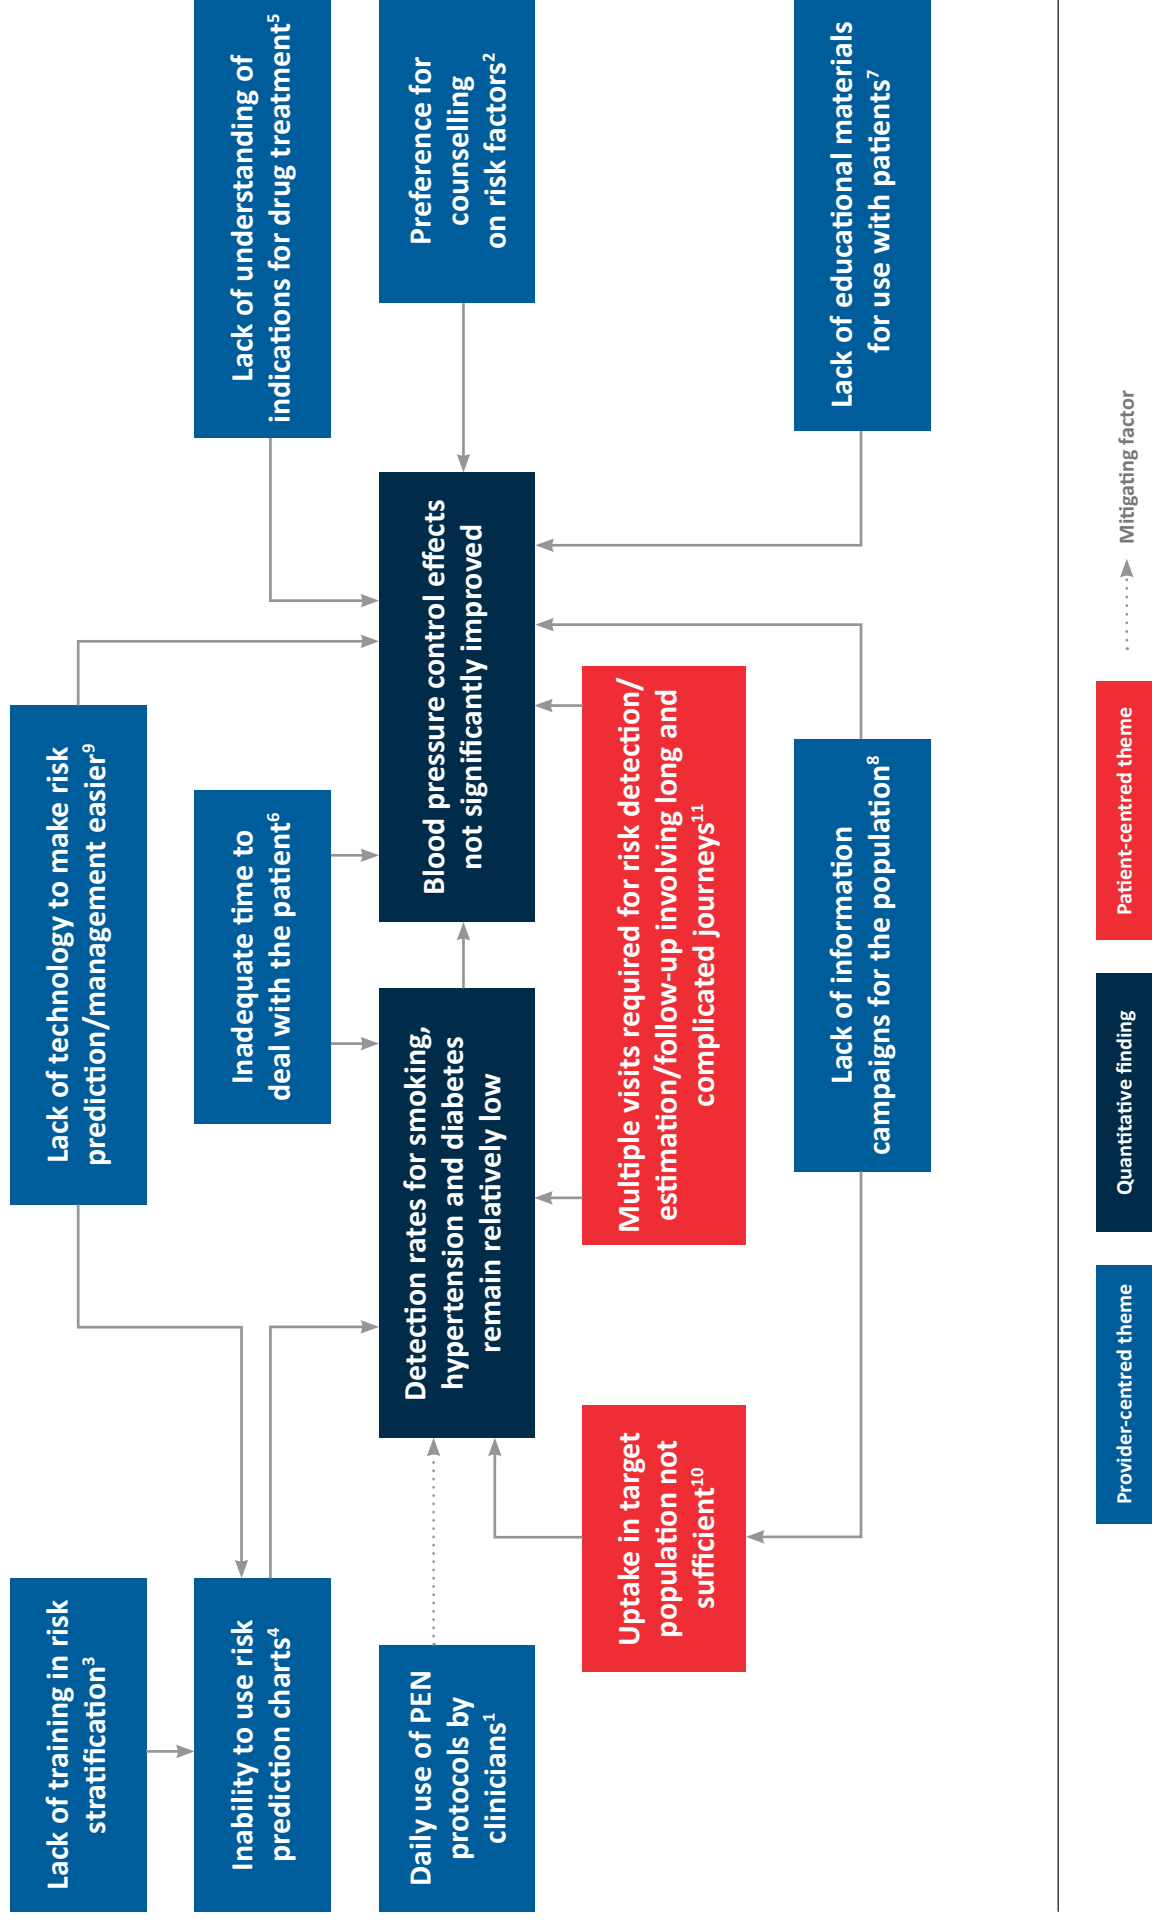 Lack of training in risk
stratification³
Lack of technology to make risk
prediction/management easier⁹
Inability to use risk
prediction charts⁴
Inadequate time to
deal with the patient⁶
Lack of understanding of
indications for drug treatment⁵
Daily use of PEN
protocols by
clinicians¹
Detection rates for smoking,
hypertension and diabetes
remain relatively low
Blood pressure control effects
not significantly improved
Preference for
counselling
on risk factors²
Uptake in target
population not
sufficient¹⁰
Multiple visits required for risk detection/
estimation/follow-up involving long and
complicated journeys¹¹
Lack of information
campaigns for the population⁸
Lack of educational materials
for use with patients⁷
Provider-centred theme
Quantitative finding
Patient-centred theme
Mitigating factor